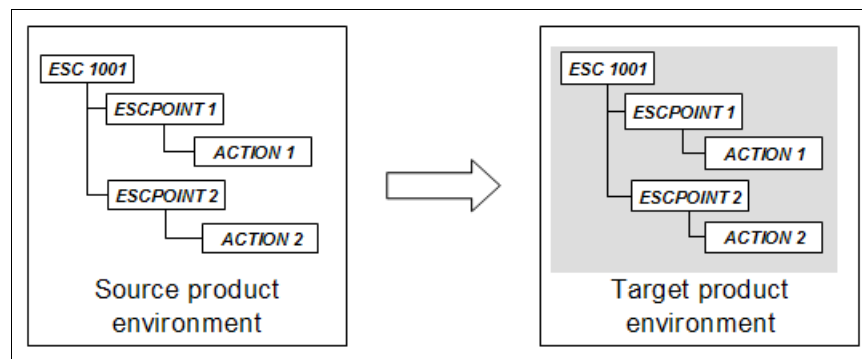 ESC 1001
ESCPOINT 1
ACTION 1
ESCPOINT 2
ACTION 2
Source product
environment
ESC 1001
ESCPOINT 1
ACTION 1
ESCPOINT 2
ACTION 2
Target product
environment